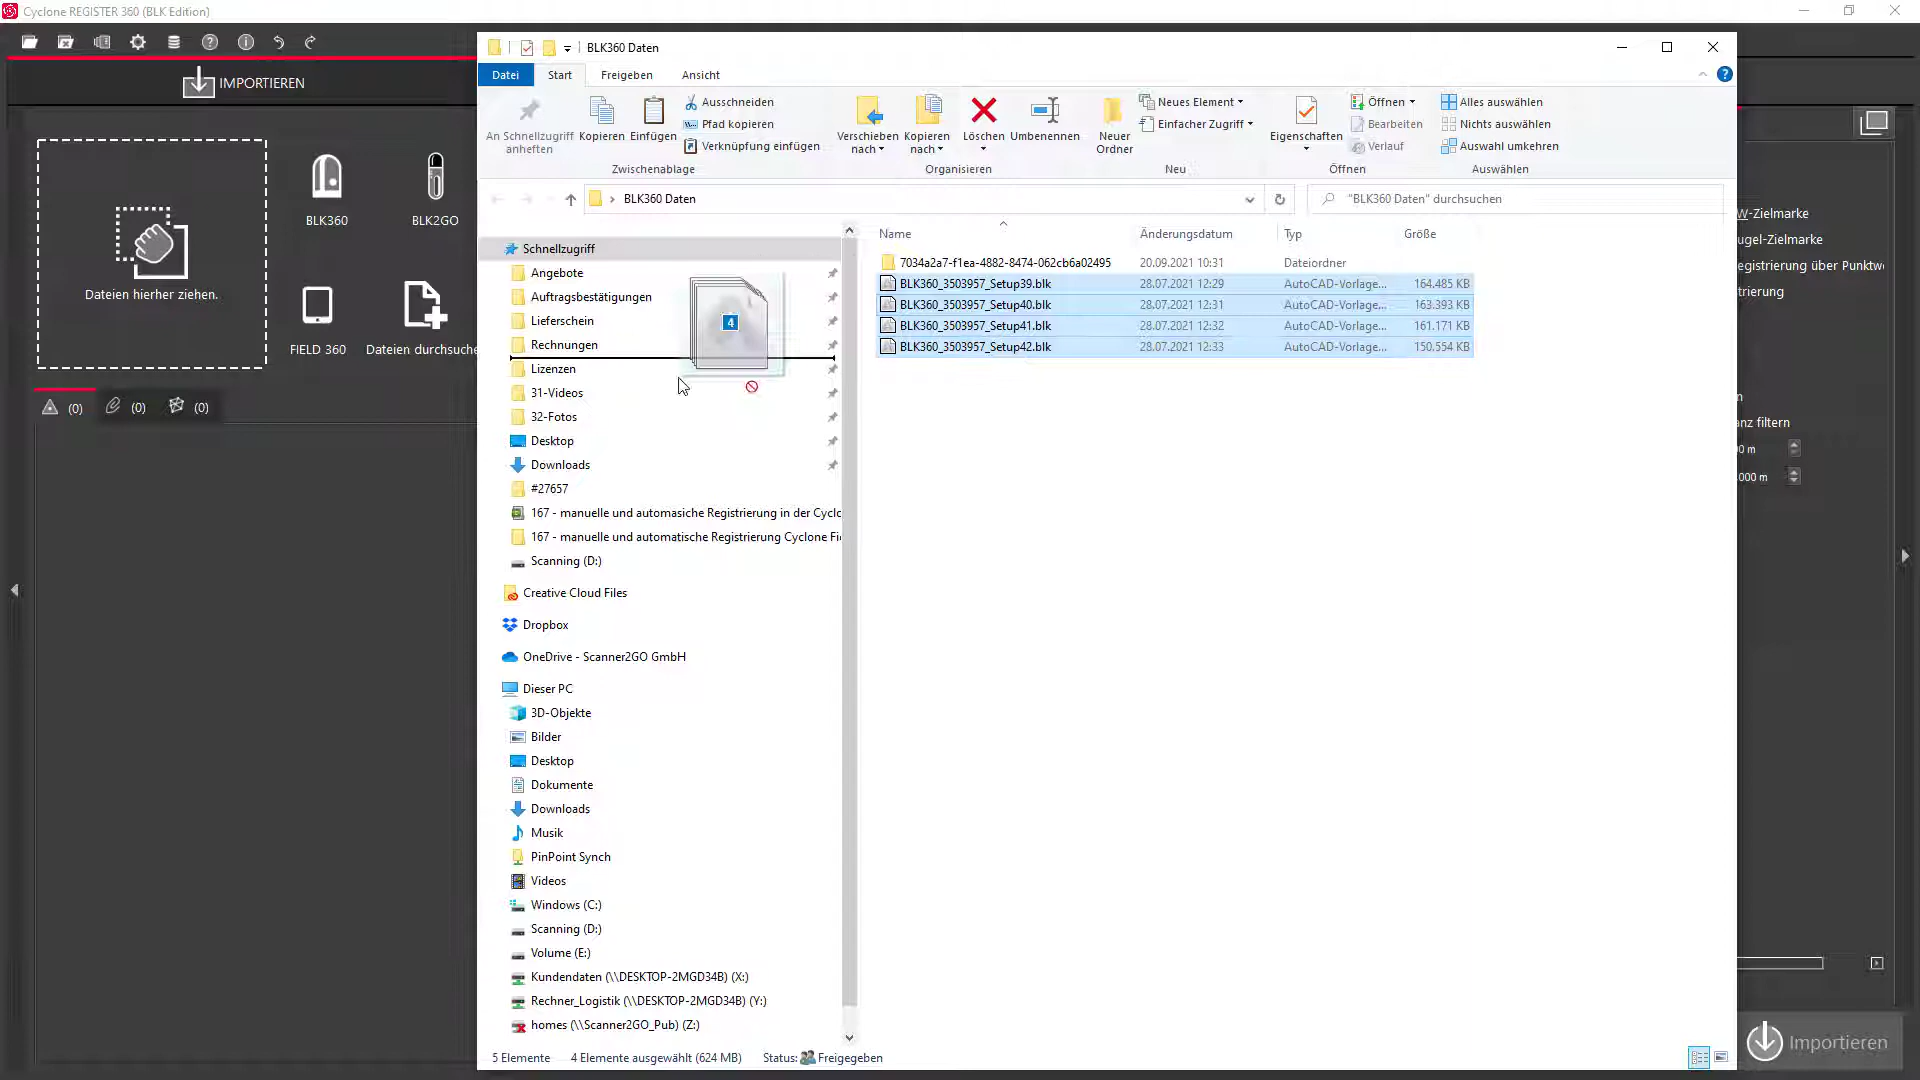 Cyclone REGISTER 360 (BLK Edition)
IMPORTIEREN
Dateien hierher ziehen.
BLK360
BLK2GO
FIELD 360
Dateien durchsuche
(0)
(0)
(0)
BLK360 Daten
Datei
Start
Freigeben
Ansicht
An Schnellzugriff
anheften
Kopieren
Einfügen
Ausschneiden
Pfad kopieren
Verknüpfung einfügen
Zwischenablage
Verschieben
nach
Kopieren
nach
Löschen
Umbenennen
Organisieren
Neuer
Ordner
Neues Element
Einfacher Zugriff
Neu
Eigenschaften
Öffnen
Bearbeiten
Verlauf
Öffnen
Alles auswählen
Nichts auswählen
Auswahl umkehren
Auswählen
BLK360 Daten
"BLK360 Daten" durchsuchen
Schnellzugriff
Angebote
Auftragsbestätigungen
Lieferschein
Rechnungen
Lizenzen
31-Videos
32-Fotos
Desktop
Downloads
#27657
167 - manuelle und automasiche Registrierung in der Cyclo
167 - manuelle und automatische Registrierung Cyclone Fi
Scanning (D:)
Creative Cloud Files
Dropbox
OneDrive - Scanner2GO GmbH
Dieser PC
3D-Objekte
Bilder
Desktop
Dokumente
Downloads
Musik
PinPoint Synch
Videos
Windows (C:)
Scanning (D:)
Volume (E:)
Kundendaten (\\DESKTOP-2MGD34B) (X:)
Rechner_Logistik (\\DESKTOP-2MGD34B) (Y:)
homes (\\Scanner2GO_Pub) (Z:)
4
Name Änderungsdatum Typ Größe
7034a2a7-f1ea-4882-8474-062cb6a02495 20.09.2021 10:31 Dateiordner
BLK360_3503957_Setup39.blk 28.07.2021 12:29 AutoCAD-Vorlage... 164.485 KB
BLK360_3503957_Setup40.blk 28.07.2021 12:31 AutoCAD-Vorlage... 163.393 KB
BLK360_3503957_Setup41.blk 28.07.2021 12:32 AutoCAD-Vorlage... 161.171 KB
BLK360_3503957_Setup42.blk 28.07.2021 12:33 AutoCAD-Vorlage... 150.554 KB
5 Elemente 4 Elemente ausgewählt (624 MB) Status: Freigegeben
W-Zielmarke
ugel-Zielmarke
egistrierung über Punktw
trierung
n
anz filtern
0 m
.000 m
Importieren